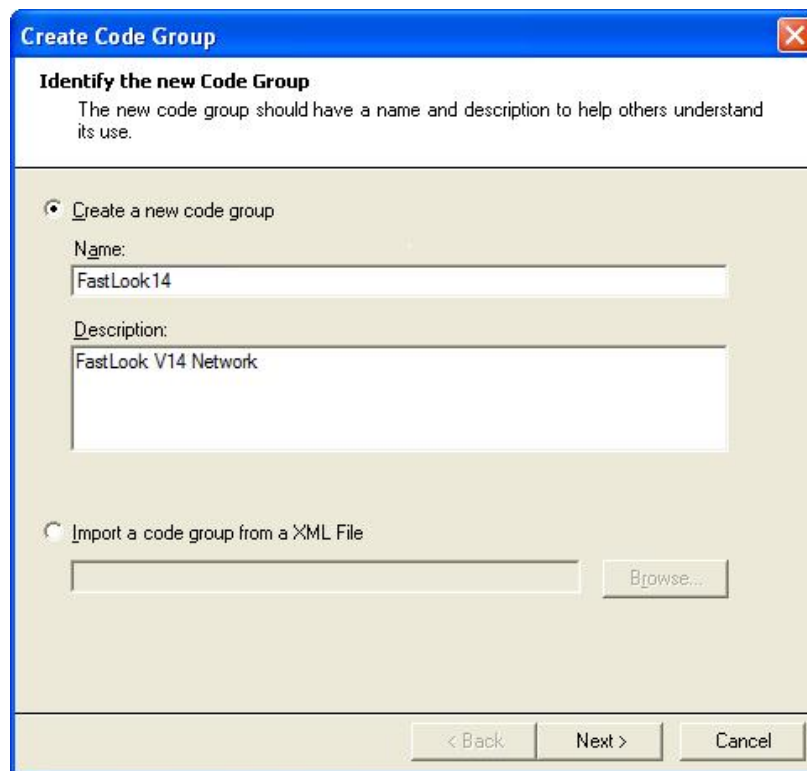 Create Code Group
Identify the new Code Group
The new code group should have a name and description to help others understand
its use.
Create a new code group
Name:
FastLook14
Description:
FastLook V14 Network
Import a code group from a XML File
Browse...
< Back
Next >
Cancel